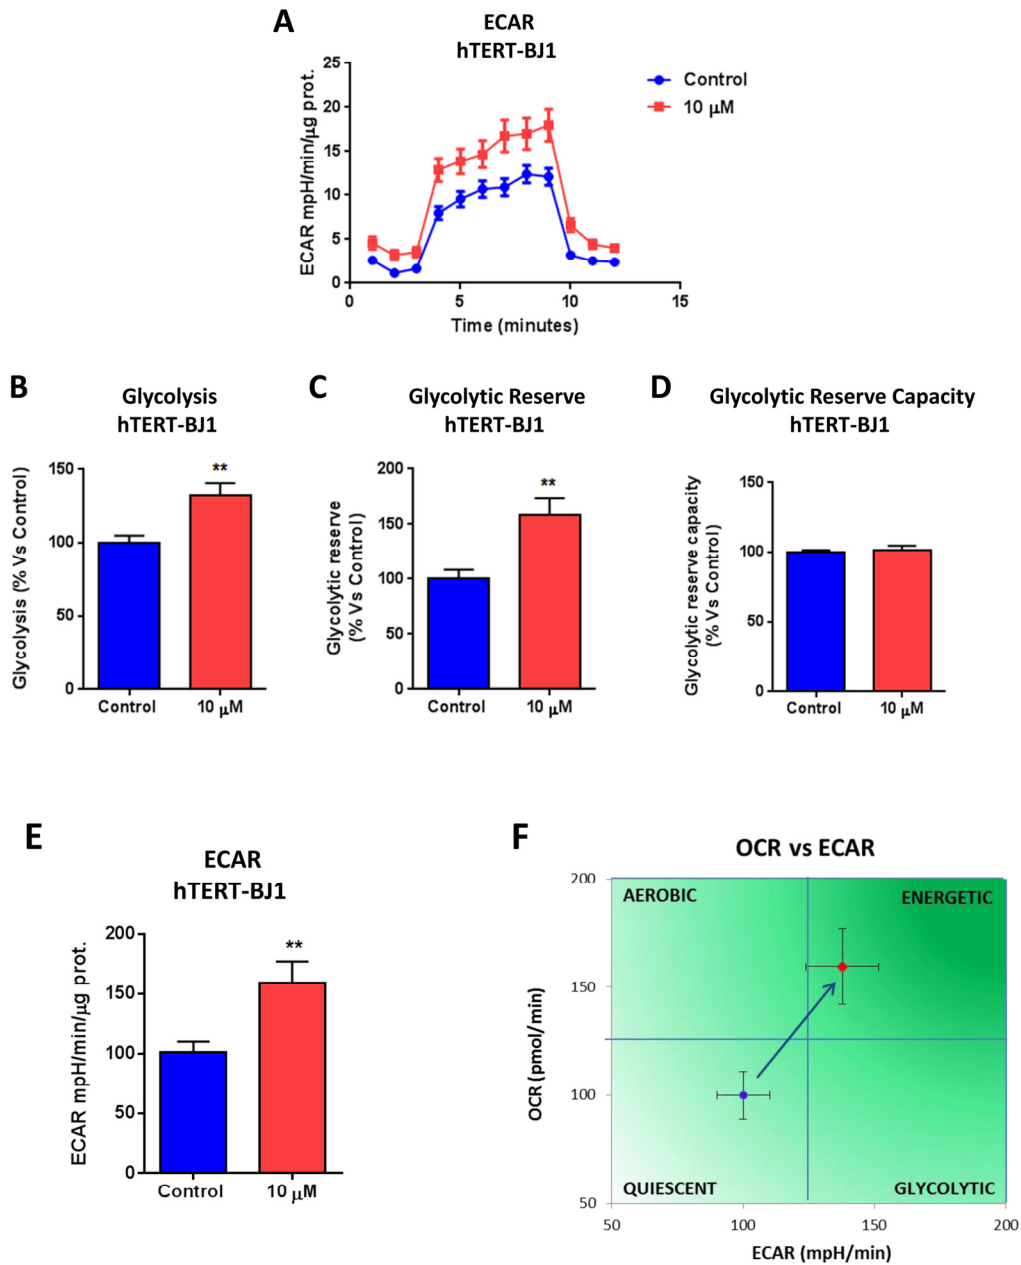 A
ECAR
hTERT-BJ1
ECAR mpH/min/µg prot.
25
20
15
10
5
0
0
5
10
15
Time (minutes)
Control
10 µM
B
Glycolysis
hTERT-BJ1
Glycolysis (% Vs Control)
150
100
50
0
**
Control
10 µM
C
Glycolytic Reserve
hTERT-BJ1
Glycolytic reserve
(% Vs Control)
200
150
100
50
0
**
Control
10 µM
D
Glycolytic Reserve Capacity
hTERT-BJ1
Glycolytic reserve capacity
(% Vs Control)
150
100
50
0
Control
10 µM
E
ECAR
hTERT-BJ1
ECAR mpH/min/µg prot.
200
150
100
50
0
**
Control
10 µM
F
OCR vs ECAR
OCR (pmol/min)
200
150
100
50
AEROBIC
ENERGETIC
QUIESCENT
GLYCOLYTIC
50
100
150
200
ECAR (mpH/min)